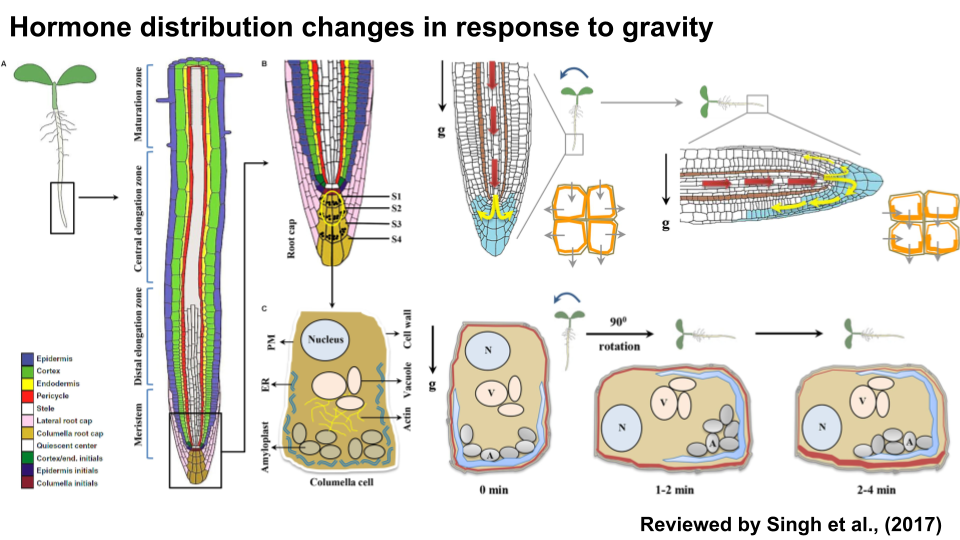 Hormone distribution changes in response to gravity
A
Maturation zone
Central elongation zone
Distal elongation zone
Meristem
Epidermis
Cortex
Endodermis
Pericycle
Stele
Lateral root cap
Columella root cap
Quiescent center
Cortex/end. initials
Epidermis initials
Columella initials
B
S1
S2
S3
S4
Root cap
g
g
C
PM
ER
Amyloplast
Nucleus
Cell wall
Vacuole
Actin
Columella cell
g
90⁰
rotation
N
V
A
0 min
N
V
A
1-2 min
N
V
A
2-4 min
Reviewed by Singh et al., (2017)